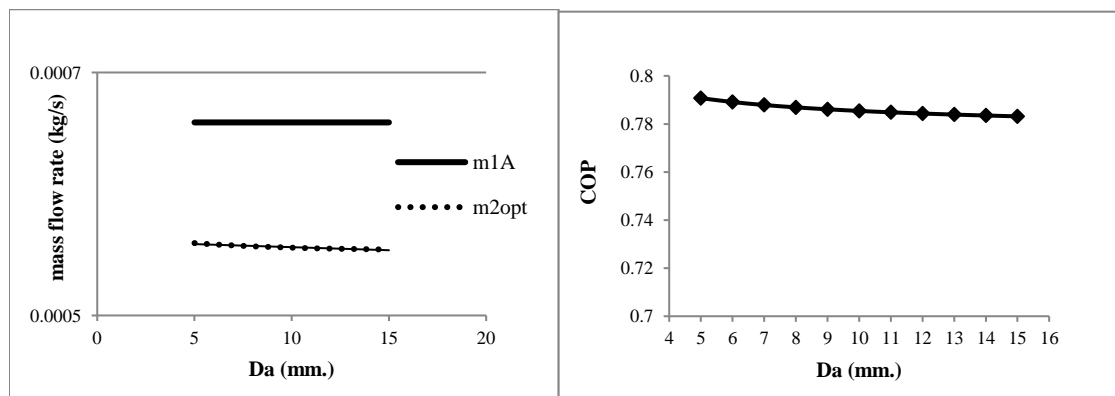 0.0007
0.0005
mass flow rate (kg/s)
0 5 10 15 20
Da (mm.)
m1A
m2opt
0.8
0.78
0.76
0.74
0.72
0.7
COP
4 5 6 7 8 9 10 11 12 13 14 15 16
Da (mm.)